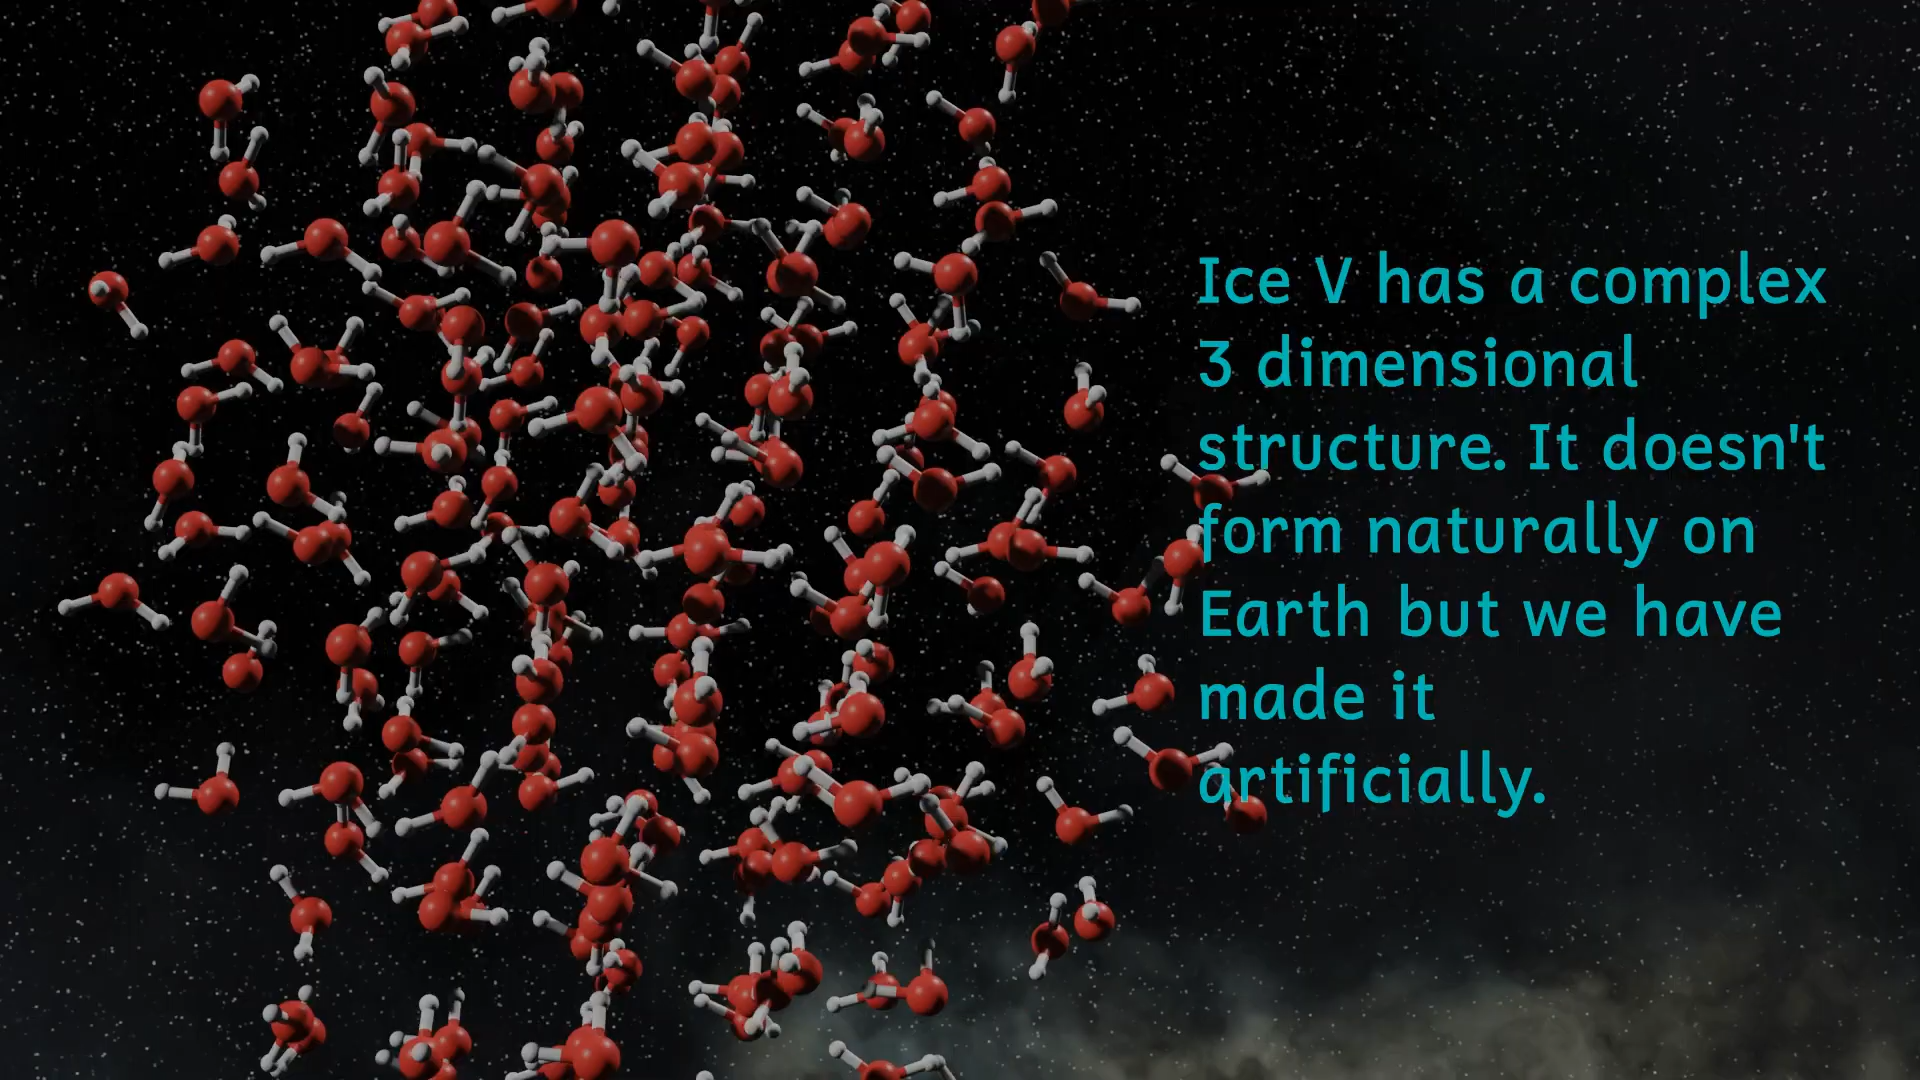 Ice V has a complex
3 dimensional
structure. It doesn't
form naturally on
Earth but we have
made it
artificially.